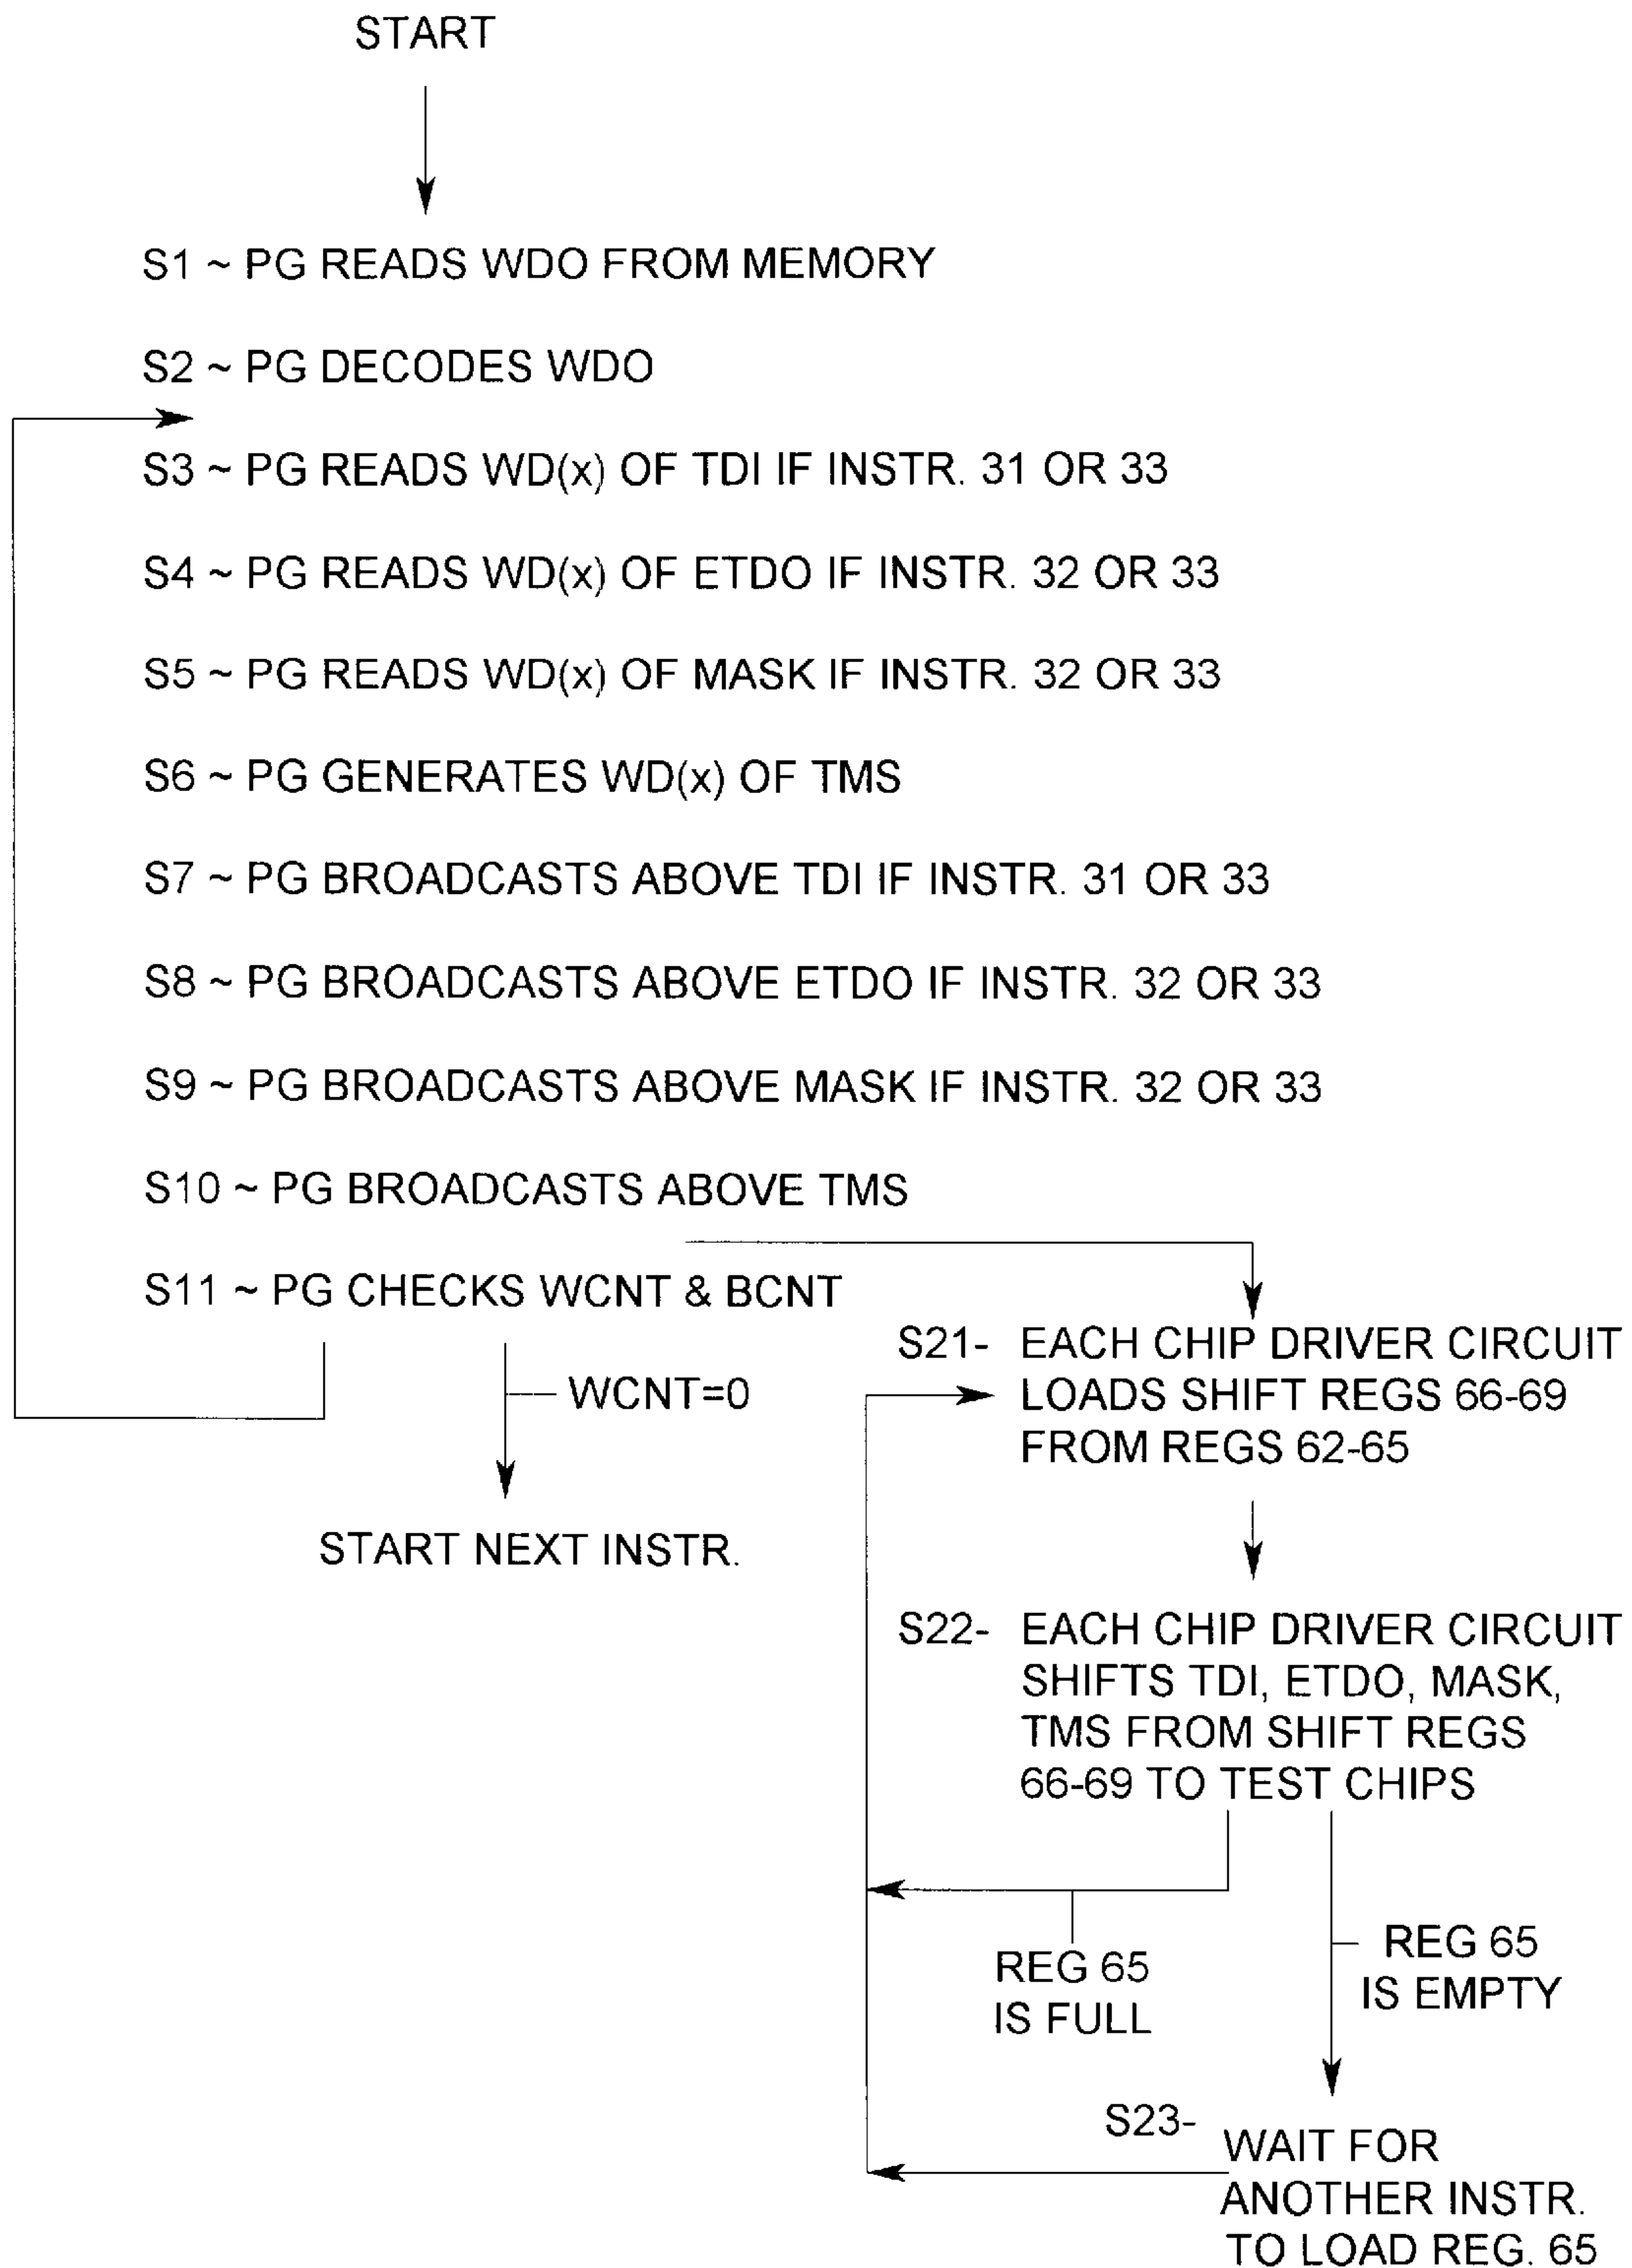 START
S1 ~ PG READS WDO FROM MEMORY
S2 ~ PG DECODES WDO
S3 ~ PG READS WD(x) OF TDI IF INSTR. 31 OR 33
S4 ~ PG READS WD(x) OF ETDO IF INSTR. 32 OR 33
S5 ~ PG READS WD(x) OF MASK IF INSTR. 32 OR 33
S6 ~ PG GENERATES WD(x) OF TMS
S7 ~ PG BROADCASTS ABOVE TDI IF INSTR. 31 OR 33
S8 ~ PG BROADCASTS ABOVE ETDO IF INSTR. 32 OR 33
S9 ~ PG BROADCASTS ABOVE MASK IF INSTR. 32 OR 33
S10 ~ PG BROADCASTS ABOVE TMS
S11 ~ PG CHECKS WCNT & BCNT
WCNT=0
START NEXT INSTR.
S21- EACH CHIP DRIVER CIRCUIT
LOADS SHIFT REGS 66-69
FROM REGS 62-65
S22- EACH CHIP DRIVER CIRCUIT
SHIFTS TDI, ETDO, MASK,
TMS FROM SHIFT REGS
66-69 TO TEST CHIPS
REG 65
IS FULL
REG 65
IS EMPTY
S23- WAIT FOR
ANOTHER INSTR.
TO LOAD REG. 65